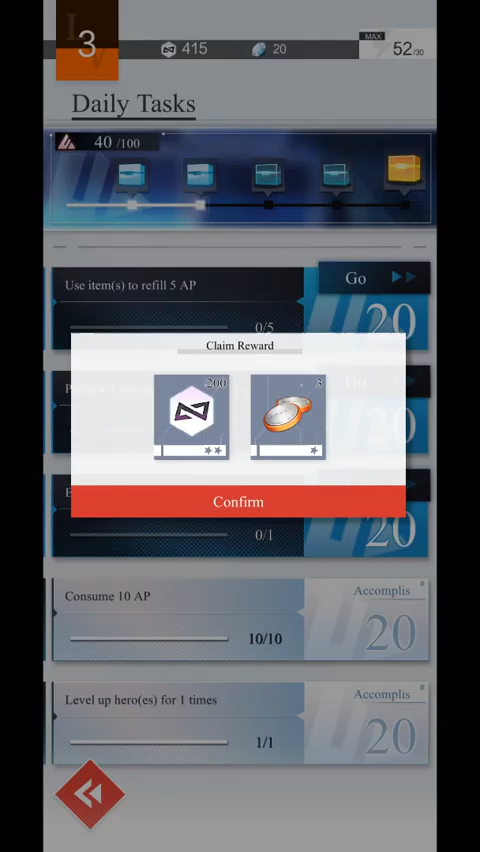 3
415
20
MAX
52/30
Daily Tasks
40 /100
Use item(s) to refill 5 AP
Go
0/5
20
Claim Reward
Go
200
3
20
Confirm
0/1
20
Consume 10 AP
Accomplis
10/10
20
Level up hero(es) for 1 times
Accomplis
1/1
20